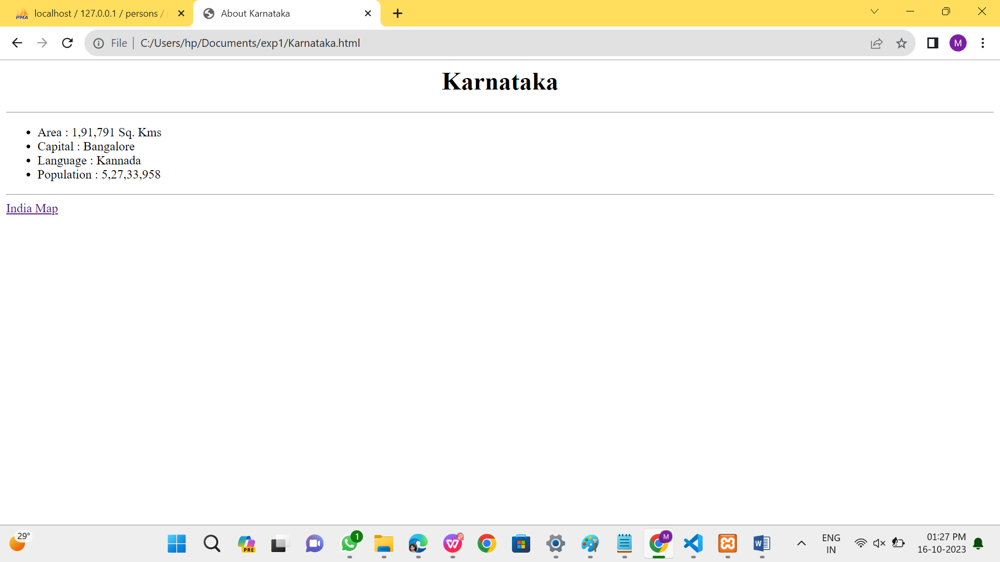 PMA localhost / 127.0.0.1 / persons /
About Karnataka
File
C:/Users/hp/Documents/exp1/Karnataka.html
M
Karnataka
Area : 1,91,791 Sq. Kms
Capital : Bangalore
Language : Kannada
Population : 5,27,33,958
India Map
29°
PRE
1
M
W
ENG
IN
01:27 PM
16-10-2023